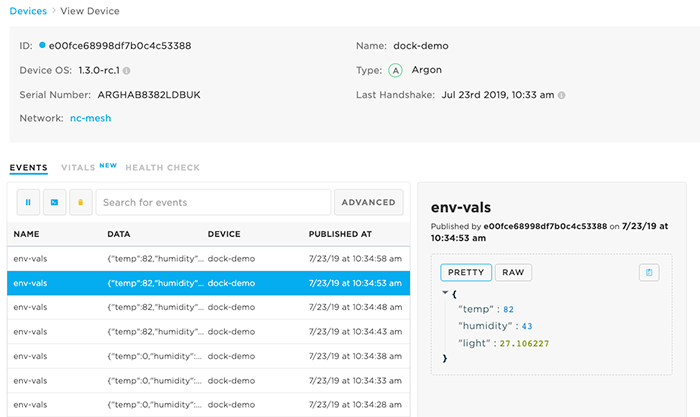 Devices > View Device
ID: e00fce68998df7b0c4c53388
Name: dock-demo
Device OS: 1.3.0-rc.1
Type: A Argon
Serial Number: ARGHAB8382LDBUK
Last Handshake: Jul 23rd 2019, 10:33 am
Network: nc-mesh
EVENTS VITALS NEW HEALTH CHECK
Search for events ADVANCED
NAME DATA DEVICE PUBLISHED AT
env-vals {"temp":82,"humidity"... dock-demo 7/23/19 at 10:34:58 am
env-vals {"temp":82,"humidity"... dock-demo 7/23/19 at 10:34:53 am
env-vals {"temp":82,"humidity"... dock-demo 7/23/19 at 10:34:48 am
env-vals {"temp":82,"humidity"... dock-demo 7/23/19 at 10:34:43 am
env-vals {"temp":0,"humidity":... dock-demo 7/23/19 at 10:34:38 am
env-vals {"temp":0,"humidity":... dock-demo 7/23/19 at 10:34:33 am
env-vals {"temp":0,"humidity":... dock-demo 7/23/19 at 10:34:28 am
env-vals
Published by e00fce68998df7b0c4c53388 on 7/23/19 at
10:34:53 am
PRETTY RAW
{
"temp" : 82
"humidity" : 43
"light" : 27.106227
}